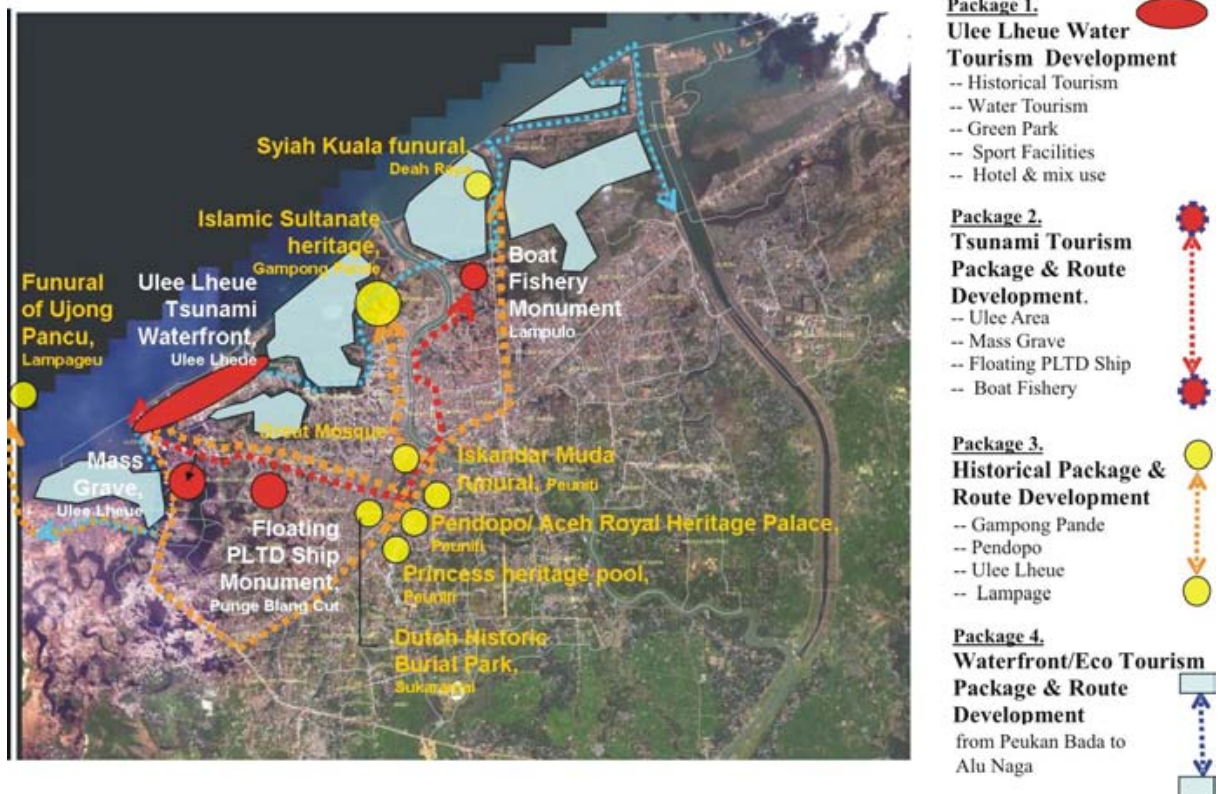 Syiah Kuala funural,
Deah Raya
Islamic Sultanate
heritage,
Gampong Pande
Funural
of Ujong
Pancu,
Lampageu
Ulee Lheue
Tsunami
Waterfront,
Ulee Lheue
Boat
Fishery
Monument
Lampulo
Great Mosque
Mass
Grave,
Ulee Lheue
Iskandar Muda
funural, Peuniti
Floating
PLTD Ship
Monument,
Punge Blang Cut
Pendopo/ Aceh Royal Heritage Palace,
Peuniti
Princess heritage pool,
Peuniti
Dutch Historic
Burial Park,
Package 1.
Ulee Lheue Water
Tourism Development
-- Historical Tourism
-- Water Tourism
-- Green Park
-- Sport Facilities
-- Hotel & mix use
Package 2.
Tsunami Tourism
Package & Route
Development.
-- Ulee Area
-- Mass Grave
-- Floating PLTD Ship
-- Boat Fishery
Package 3.
Historical Package &
Route Development
-- Gampong Pande
-- Pendopo
-- Ulee Lheue
-- Lampage
Package 4.
Waterfront/Eco Tourism
Package & Route
Development
from Peukan Bada to
Alu Naga